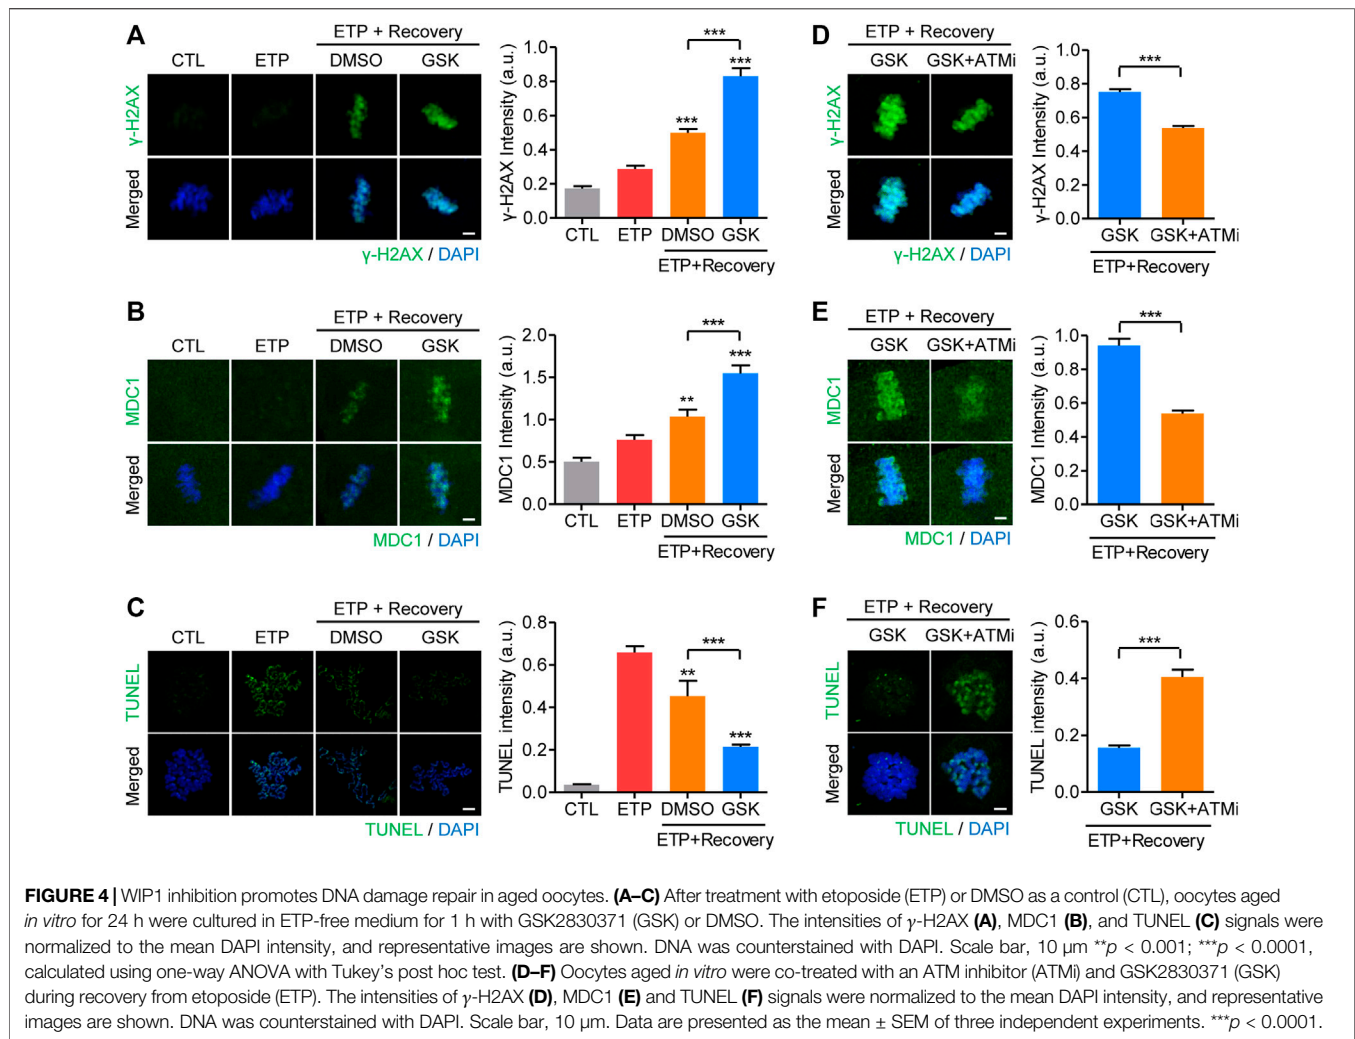 A
ETP + Recovery
CTL ETP DMSO GSK
γ-H2AX
Merged
γ-H2AX / DAPI
γ-H2AX Intensity (a.u.)
1.0
0.8
0.6
0.4
0.2
0.0
***
***
***
CTL ETP DMSO GSK
ETP+Recovery
D
ETP + Recovery
GSK GSK+ATMi
γ-H2AX
Merged
γ-H2AX / DAPI
γ-H2AX Intensity (a.u.)
1.0
0.8
0.6
0.4
0.2
0.0
***
GSK GSK+ATMi
ETP+Recovery
B
ETP + Recovery
CTL ETP DMSO GSK
MDC1
Merged
MDC1 / DAPI
MDC1 Intensity (a.u.)
2.0
1.5
1.0
0.5
0.0
***
***
**
CTL ETP DMSO GSK
ETP+Recovery
E
ETP + Recovery
GSK GSK+ATMi
MDC1
Merged
MDC1 / DAPI
MDC1 Intensity (a.u.)
1.0
0.8
0.6
0.4
0.2
0.0
***
GSK GSK+ATMi
ETP+Recovery
C
ETP + Recovery
CTL ETP DMSO GSK
TUNEL
Merged
TUNEL / DAPI
TUNEL intensity (a.u.)
0.8
0.6
0.4
0.2
0.0
***
**
***
CTL ETP DMSO GSK
ETP+Recovery
F
ETP + Recovery
GSK GSK+ATMi
TUNEL
Merged
TUNEL / DAPI
TUNEL intensity (a.u.)
0.6
0.4
0.2
0.0
***
GSK GSK+ATMi
ETP+Recovery
FIGURE 4 | WIP1 inhibition promotes DNA damage repair in aged oocytes. (A–C) After treatment with etoposide (ETP) or DMSO as a control (CTL), oocytes aged
in vitro for 24 h were cultured in ETP-free medium for 1 h with GSK2830371 (GSK) or DMSO. The intensities of γ-H2AX (A), MDC1 (B), and TUNEL (C) signals were
normalized to the mean DAPI intensity, and representative images are shown. DNA was counterstained with DAPI. Scale bar, 10 μm **p < 0.001; ***p < 0.0001,
calculated using one-way ANOVA with Tukey's post hoc test. (D–F) Oocytes aged in vitro were co-treated with an ATM inhibitor (ATMi) and GSK2830371 (GSK)
during recovery from etoposide (ETP). The intensities of γ-H2AX (D), MDC1 (E) and TUNEL (F) signals were normalized to the mean DAPI intensity, and representative
images are shown. DNA was counterstained with DAPI. Scale bar, 10 μm. Data are presented as the mean ± SEM of three independent experiments. ***p < 0.0001.